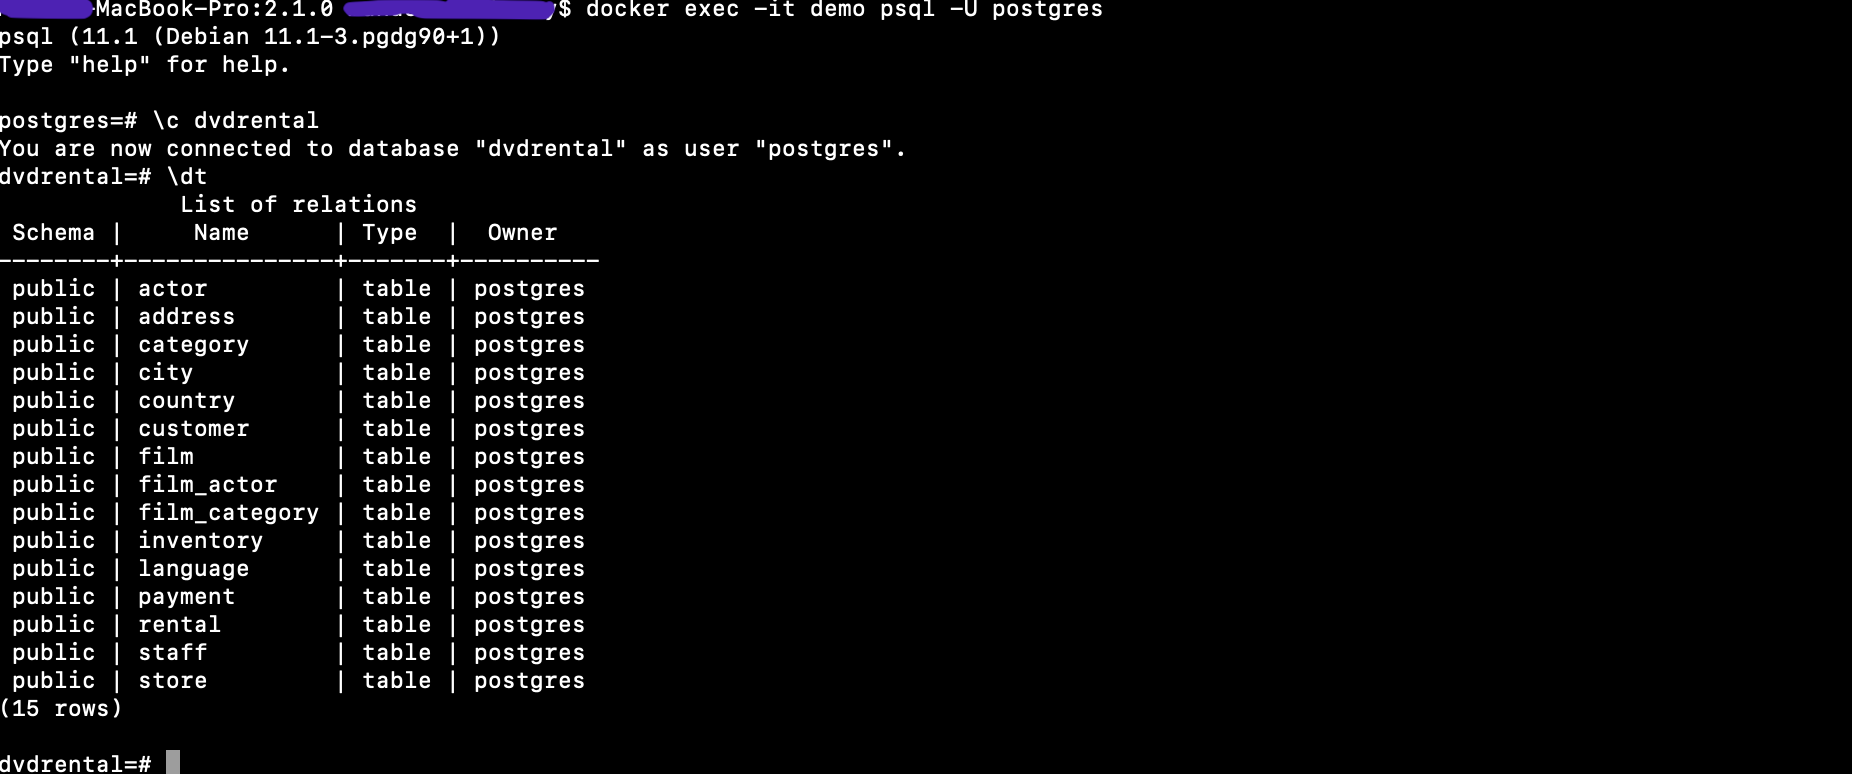 -MacBook-Pro:2.1.0 $ docker exec -it demo psql -U postgres
psql (11.1 (Debian 11.1-3.pgdg90+1))
Type "help" for help.
postgres=# \c dvdrental
You are now connected to database "dvdrental" as user "postgres".
dvdrental=# \dt
List of relations
Schema | Name | Type | Owner
--------+---------------+-------+----------
public | actor | table | postgres
public | address | table | postgres
public | category | table | postgres
public | city | table | postgres
public | country | table | postgres
public | customer | table | postgres
public | film | table | postgres
public | film_actor | table | postgres
public | film_category | table | postgres
public | inventory | table | postgres
public | language | table | postgres
public | payment | table | postgres
public | rental | table | postgres
public | staff | table | postgres
public | store | table | postgres
(15 rows)
dvdrental=#